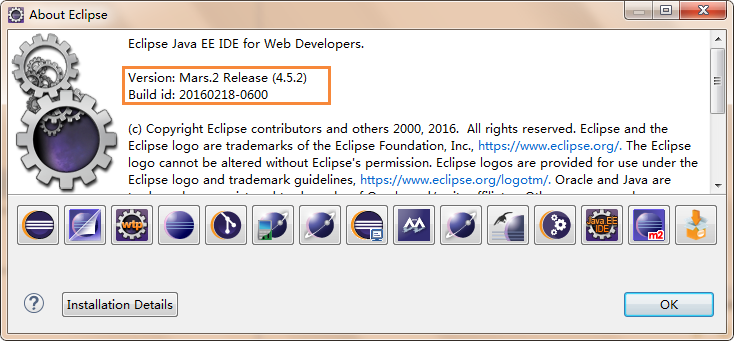 About Eclipse
Eclipse Java EE IDE for Web Developers.
Version: Mars.2 Release (4.5.2)
Build id: 20160218-0600
(c) Copyright Eclipse contributors and others 2000, 2016.  All rights reserved. Eclipse and the
Eclipse logo are trademarks of the Eclipse Foundation, Inc., https://www.eclipse.org/. The Eclipse
logo cannot be altered without Eclipse's permission. Eclipse logos are provided for use under the
Eclipse logo and trademark guidelines, https://www.eclipse.org/logotm/. Oracle and Java are
wtp
Java EE
IDE
m2
?
Installation Details
OK